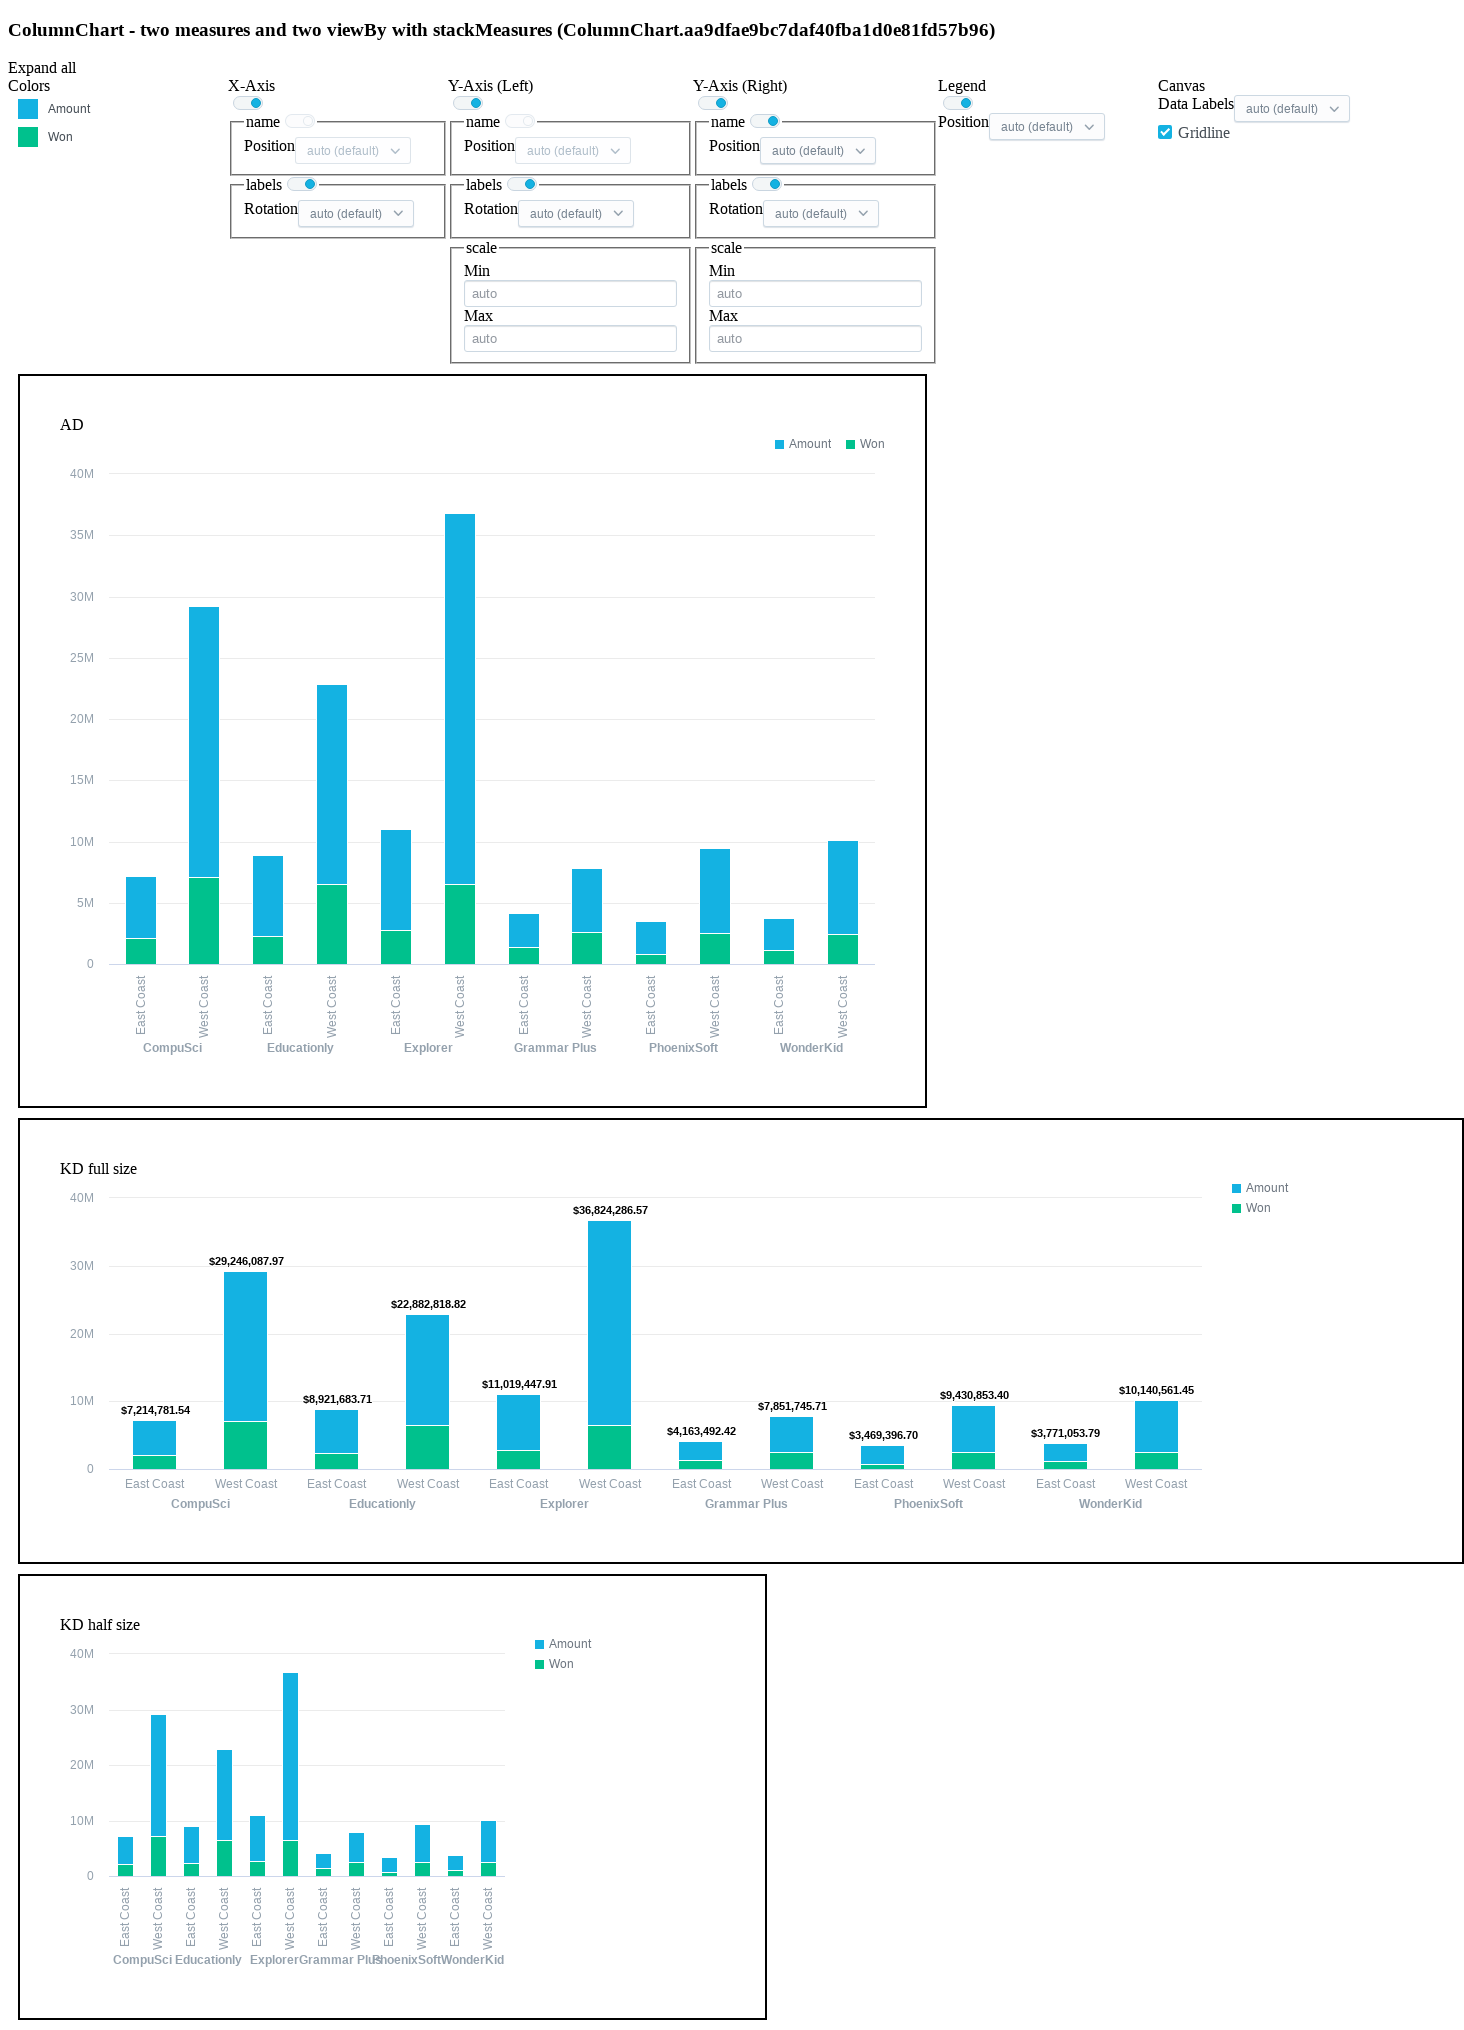 ColumnChart - two measures and two viewBy with stackMeasures (ColumnChart.aa9dfae9bc7daf40fba1d0e81fd57b96)
Expand all
Colors
Amount
Won
X-Axis
name
Position auto (default)
labels
Rotation auto (default)
Y-Axis (Left)
name
Position auto (default)
labels
Rotation auto (default)
scale
Min
auto
Max
auto
Y-Axis (Right)
name
Position auto (default)
labels
Rotation auto (default)
scale
Min
auto
Max
auto
Legend
Position auto (default)
Canvas
Data Labels auto (default)
Gridline
AD
Amount Won
40M
35M
30M
25M
20M
15M
10M
5M
0
East Coast West Coast East Coast West Coast East Coast West Coast East Coast West Coast East Coast West Coast East Coast West Coast
CompuSci Educationly Explorer Grammar Plus PhoenixSoft WonderKid
KD full size
Amount
Won
40M
30M
20M
10M
0
$7,214,781.54 $29,246,087.97 $8,921,683.71 $22,882,818.82 $11,019,447.91 $36,824,286.57 $4,163,492.42 $7,851,745.71 $3,469,396.70 $9,430,853.40 $3,771,053.79 $10,140,561.45
East Coast West Coast East Coast West Coast East Coast West Coast East Coast West Coast East Coast West Coast East Coast West Coast
CompuSci Educationly Explorer Grammar Plus PhoenixSoft WonderKid
KD half size
Amount
Won
40M
30M
20M
10M
0
East Coast West Coast East Coast West Coast East Coast West Coast East Coast West Coast East Coast West Coast East Coast West Coast
CompuSci Educationly Explorer Grammar Plus PhoenixSoft WonderKid